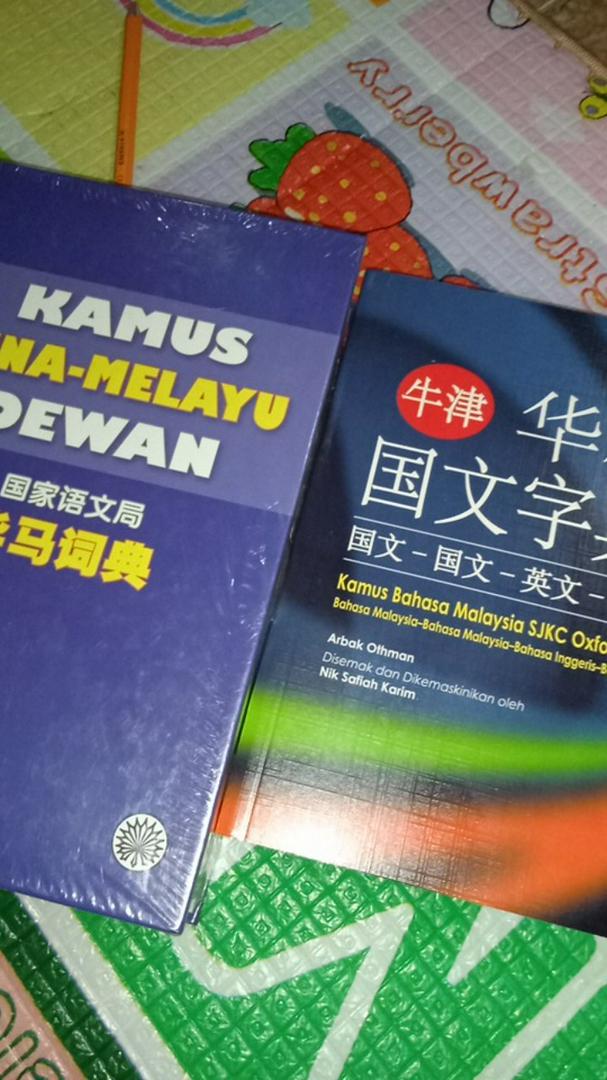 Strawberry
KAMUS
NA-MELAYU
DEWAN
国家语文局
马词典
牛津
华
国文字
国文－国文－英文－
Kamus Bahasa Malaysia SJKC Oxfo
Bahasa Malaysia–Bahasa Malaysia–Bahasa Inggeris–B
Arbak Othman
Disemak dan Dikemaskinikan oleh
Nik Safiah Karim